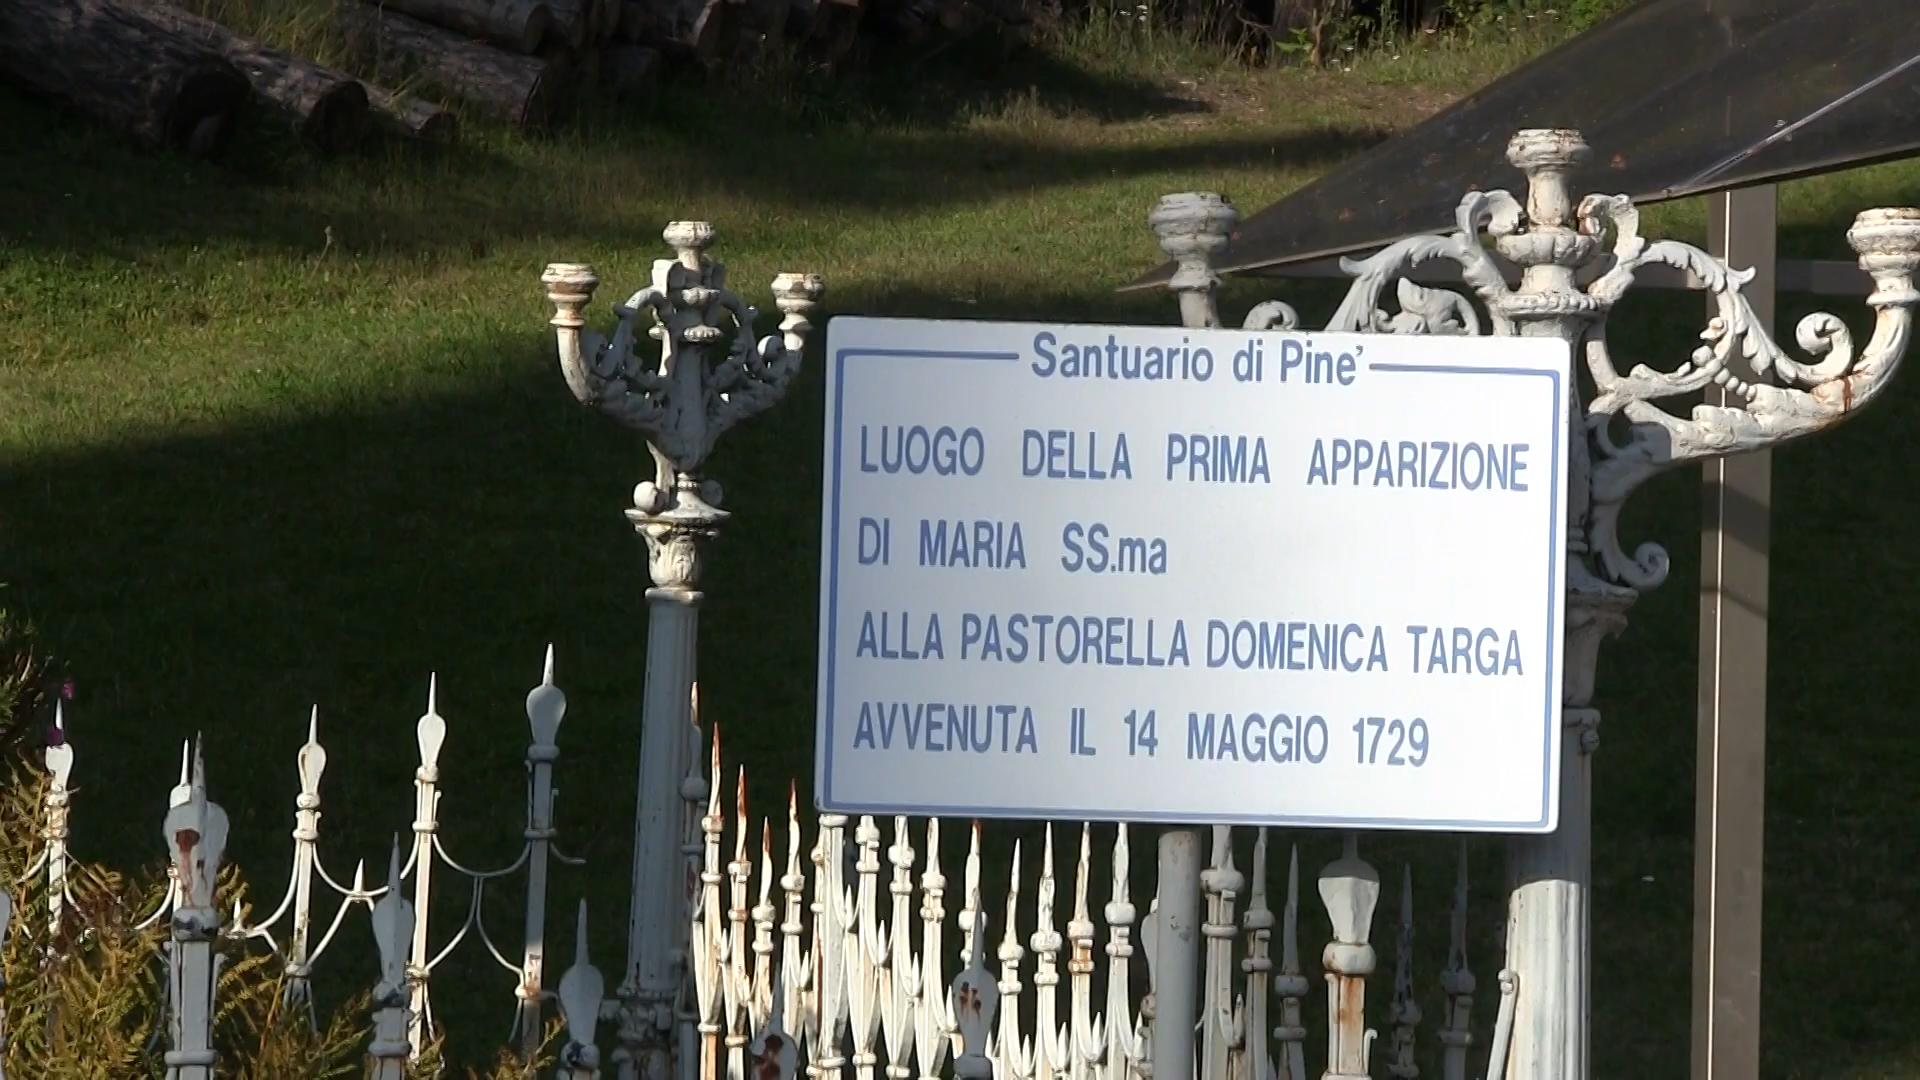 Santuario di Pine'
LUOGO DELLA PRIMA APPARIZIONE
DI MARIA SS.ma
ALLA PASTORELLA DOMENICA TARGA
AVVENUTA IL 14 MAGGIO 1729